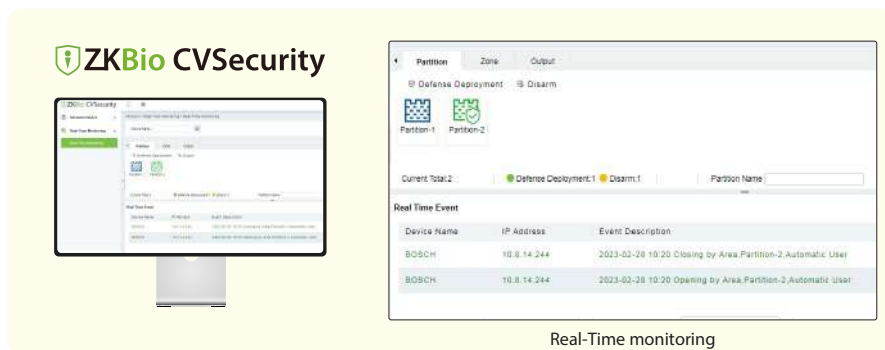 ZKBio CVSecurity
Partition Zone Output
Defense Deployment Disarm
Partition-1 Partition-2
Current Total:2 Defense Deployment:1 Disarm:1 Partition Name
Real Time Event
Device Name IP Address Event Description
BOSCH 10.8.14.244 2023-02-28 10:20 Closing by Area,Partition-2,Automatic User
BOSCH 10.8.14.244 2023-02-28 10:20 Opening by Area,Partition-2,Automatic User
Real-Time monitoring